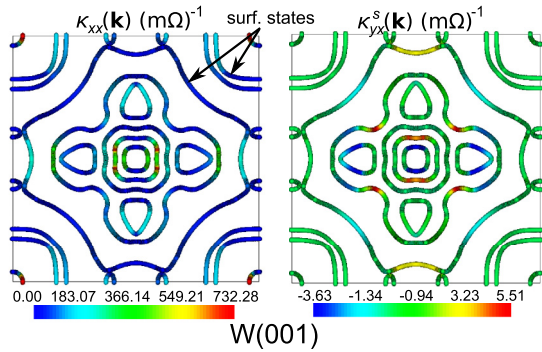 κxx(k) (mΩ)⁻¹
surf. states
κˢyx(k) (mΩ)⁻¹
0.00 183.07 366.14 549.21 732.28
-3.63 -1.34 -0.94 3.23 5.51
W(001)